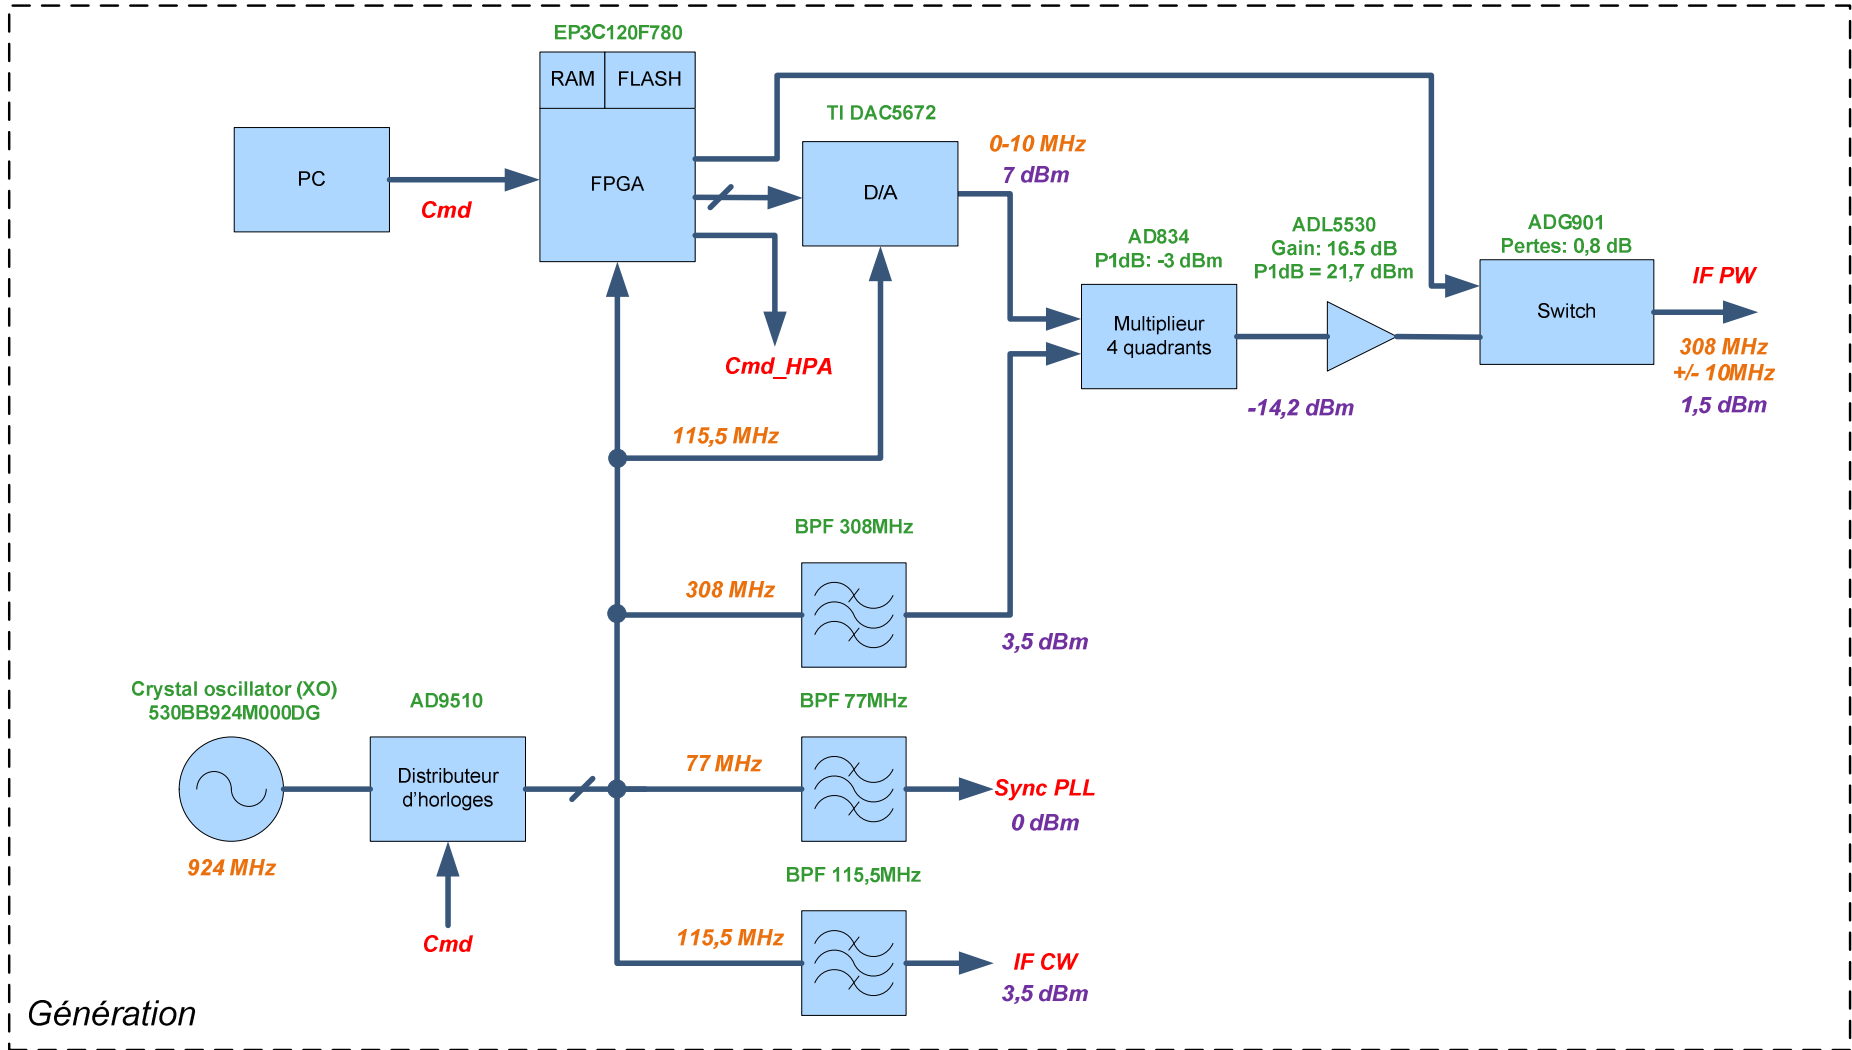 EP3C120F780
RAM
FLASH
FPGA
PC
Cmd
TI DAC5672
D/A
0-10 MHz
7 dBm
Cmd_HPA
115,5 MHz
AD834
P1dB: -3 dBm
Multiplieur
4 quadrants
-14,2 dBm
ADL5530
Gain: 16.5 dB
P1dB = 21,7 dBm
ADG901
Pertes: 0,8 dB
Switch
IF PW
308 MHz
+/- 10MHz
1,5 dBm
BPF 308MHz
308 MHz
3,5 dBm
Crystal oscillator (XO)
530BB924M000DG
924 MHz
AD9510
Distributeur
d'horloges
Cmd
BPF 77MHz
77 MHz
Sync PLL
0 dBm
BPF 115,5MHz
115,5 MHz
IF CW
3,5 dBm
Génération